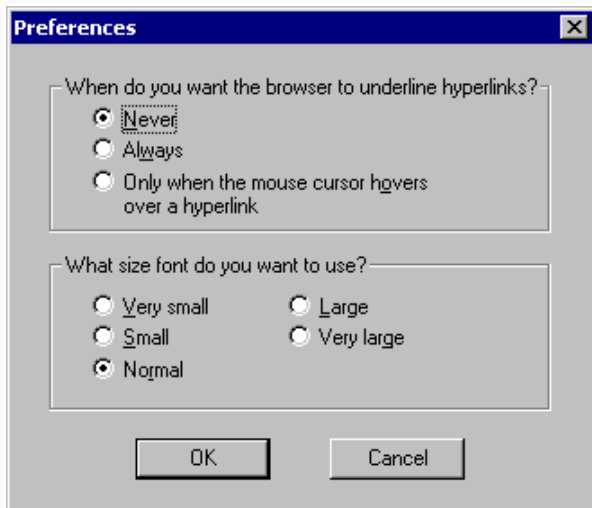 Preferences
When do you want the browser to underline hyperlinks?
Never
Always
Only when the mouse cursor hovers
over a hyperlink
What size font do you want to use?
Very small
Large
Small
Very large
Normal
OK
Cancel